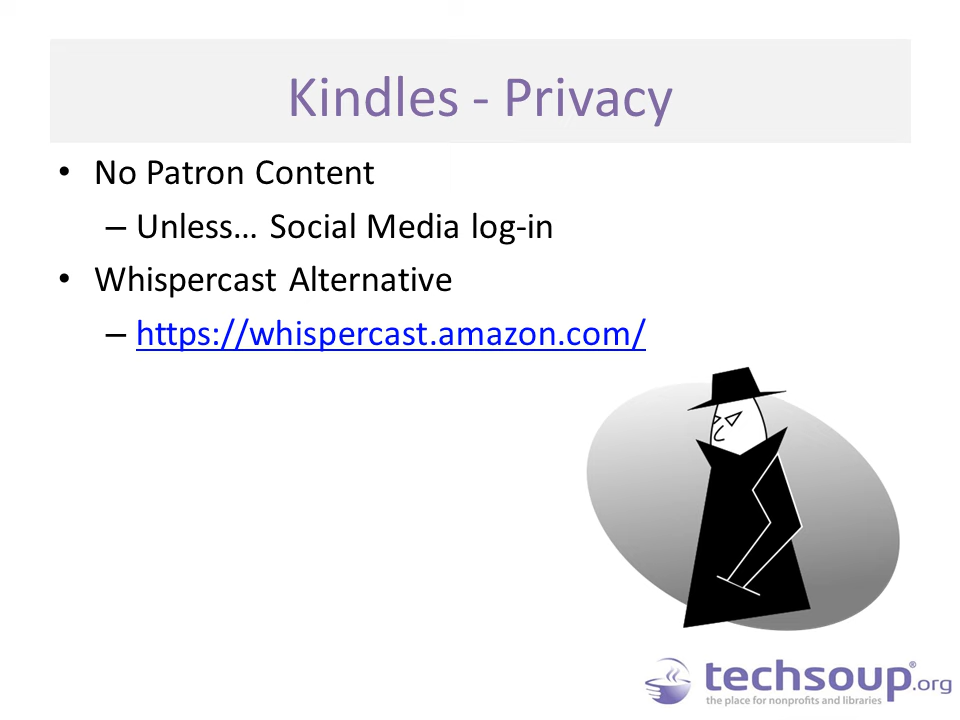 Kindles - Privacy
• No Patron Content
– Unless… Social Media log-in
• Whispercast Alternative
– https://whispercast.amazon.com/
techsoup®.org
the place for nonprofits and libraries